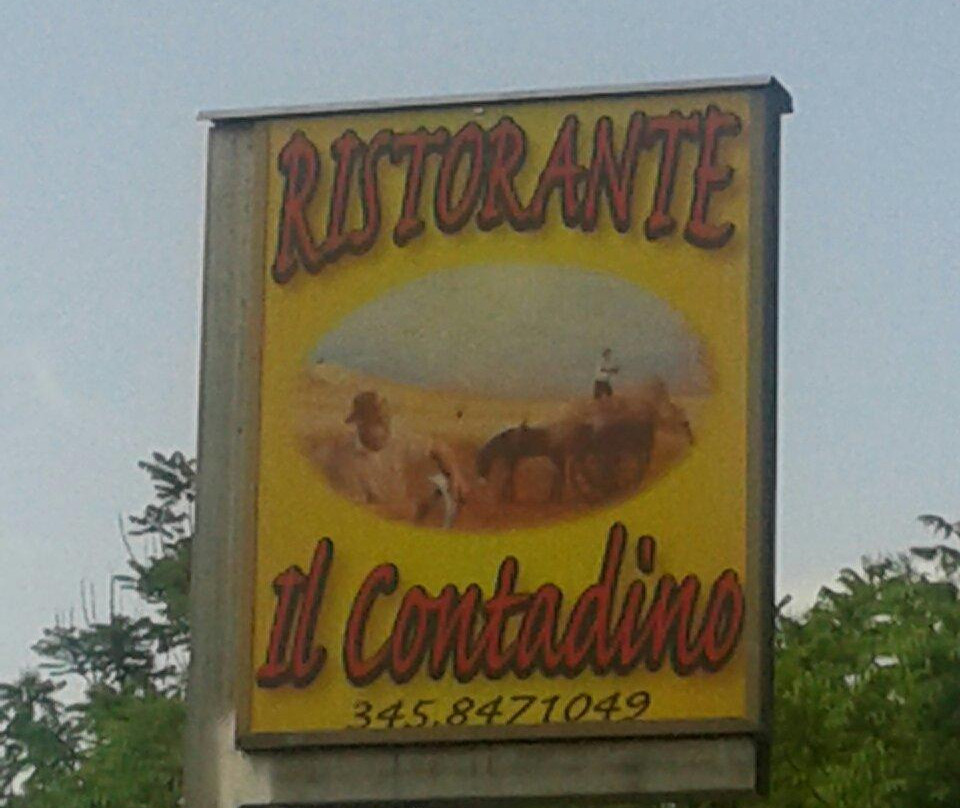 RISTORANTE
Il Contadino
345.8471049